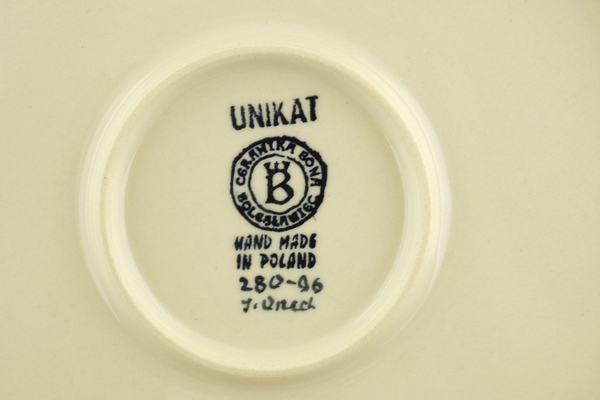 UNIKAT
CERAMIKA BONA
B
BOLESŁAWIEC
HAND MADE
IN POLAND
280-96